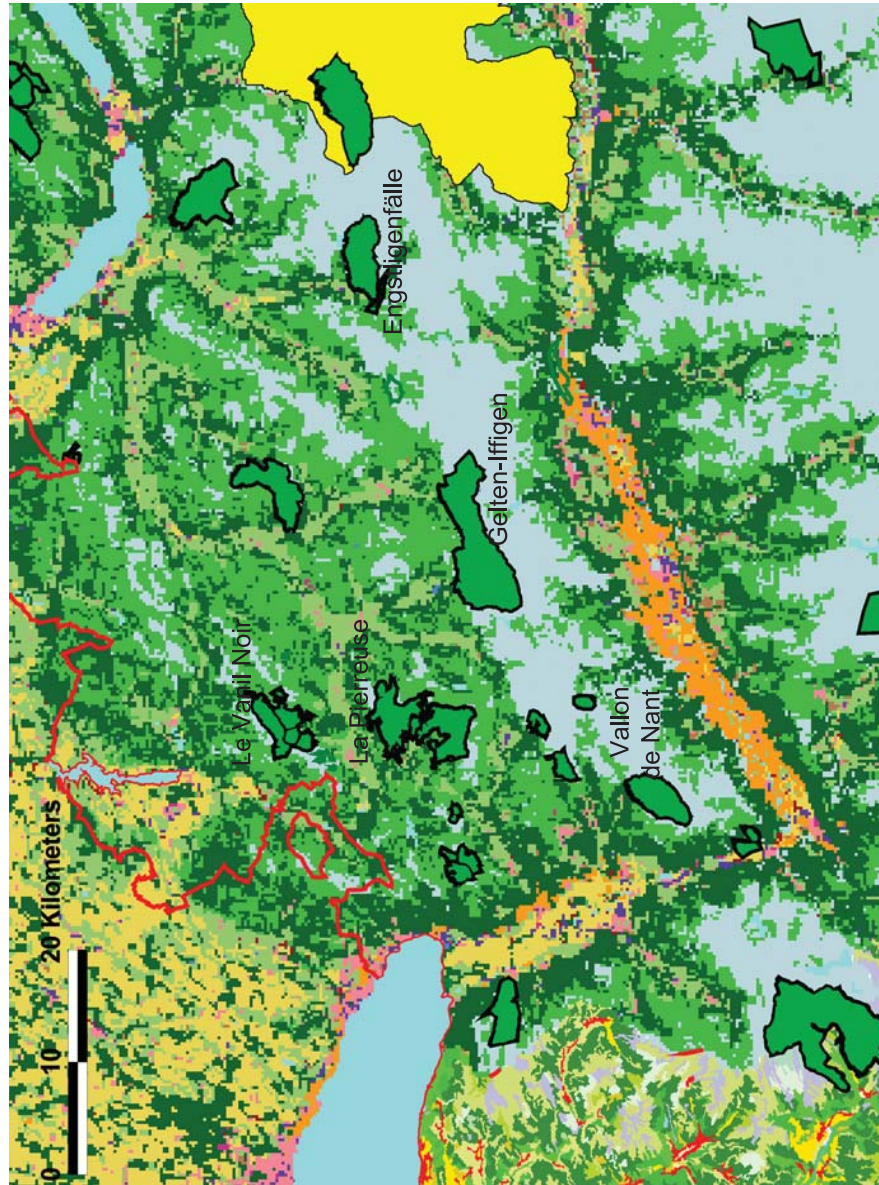 Engstligenfälle
Gelten-Iffigen
Le Vanil Noir
La Pierreuse
Vallon
de Nant
0 10 20 Kilometers